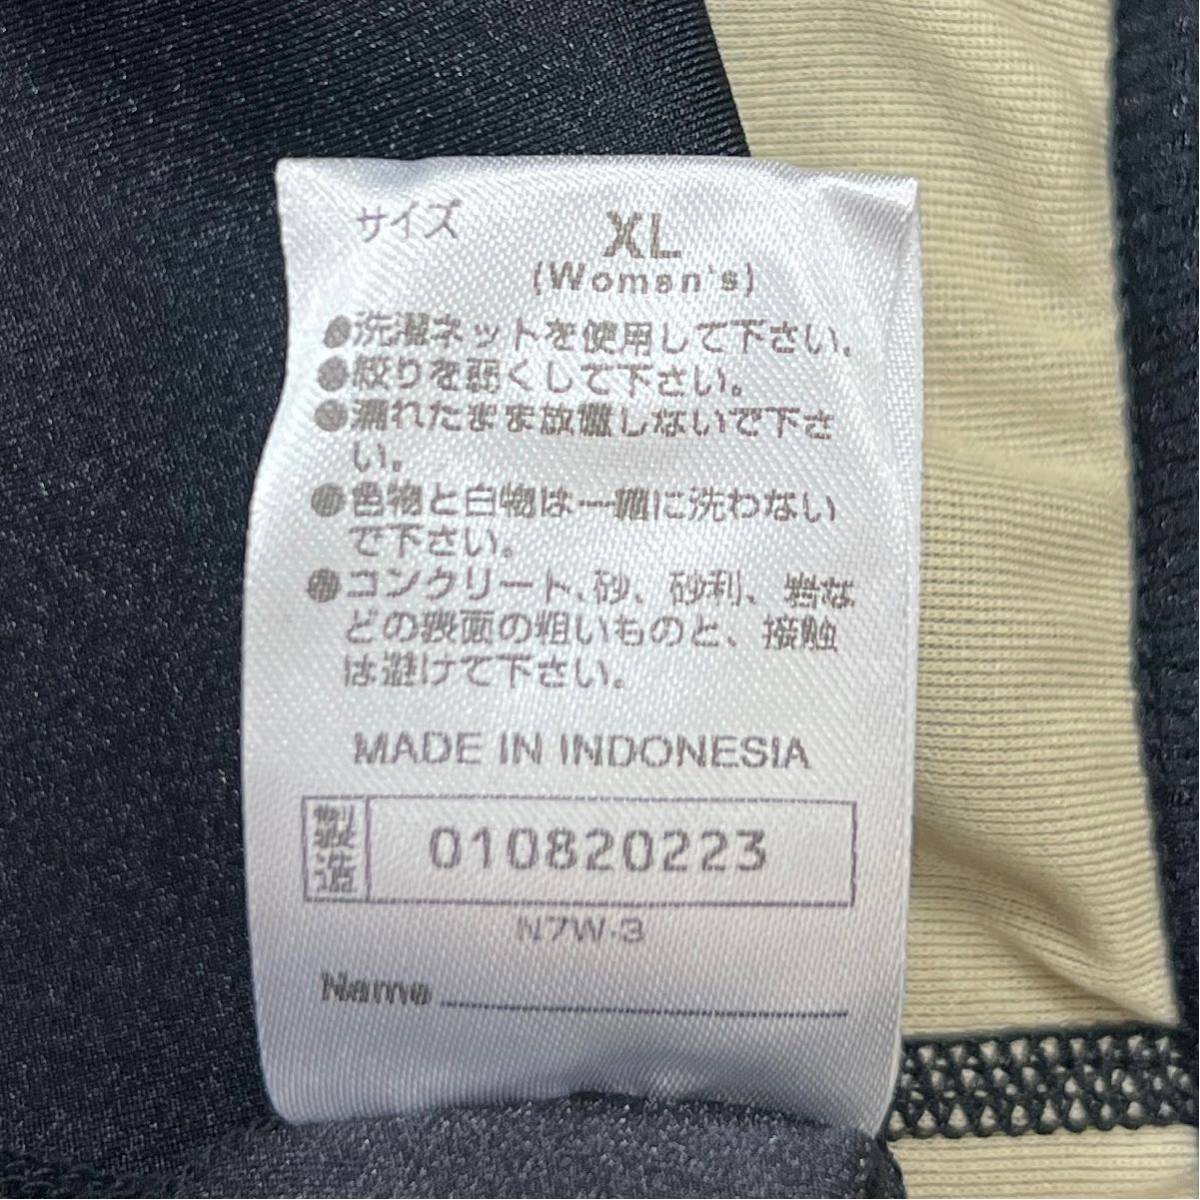 サイズ XL
(Women's)
●洗濯ネットを使用して下さい。
●絞りを弱くして下さい。
●濡れたまま放置しないで下さ
い。
●色物と白物は一緒に洗わない
で下さい。
●コンクリート、砂、砂利、岩な
どの表面の粗いものと、接触
は避けて下さい。
MADE IN INDONESIA
製造 010820223
N7W-3
Name